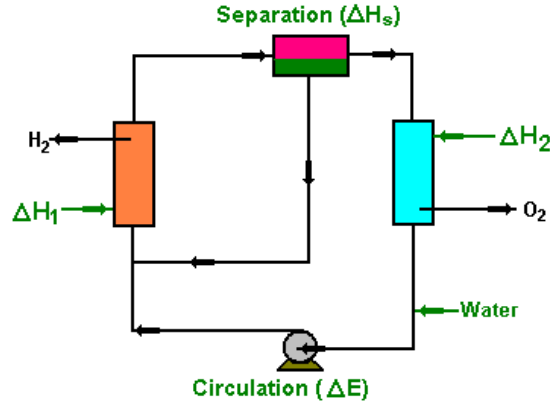 Separation (ΔHs)
H2
ΔH2
ΔH1
O2
Water
Circulation (ΔE)